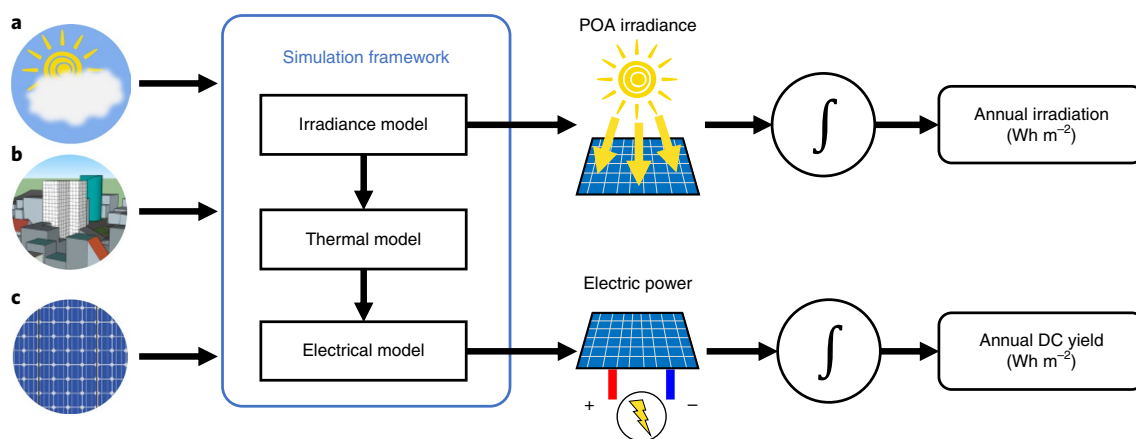 a
POA irradiance
Simulation framework
Irradiance model
∫
Annual irradiation
(Wh m⁻²)
b
Thermal model
c
Electric power
Electrical model
∫
Annual DC yield
(Wh m⁻²)
+ −